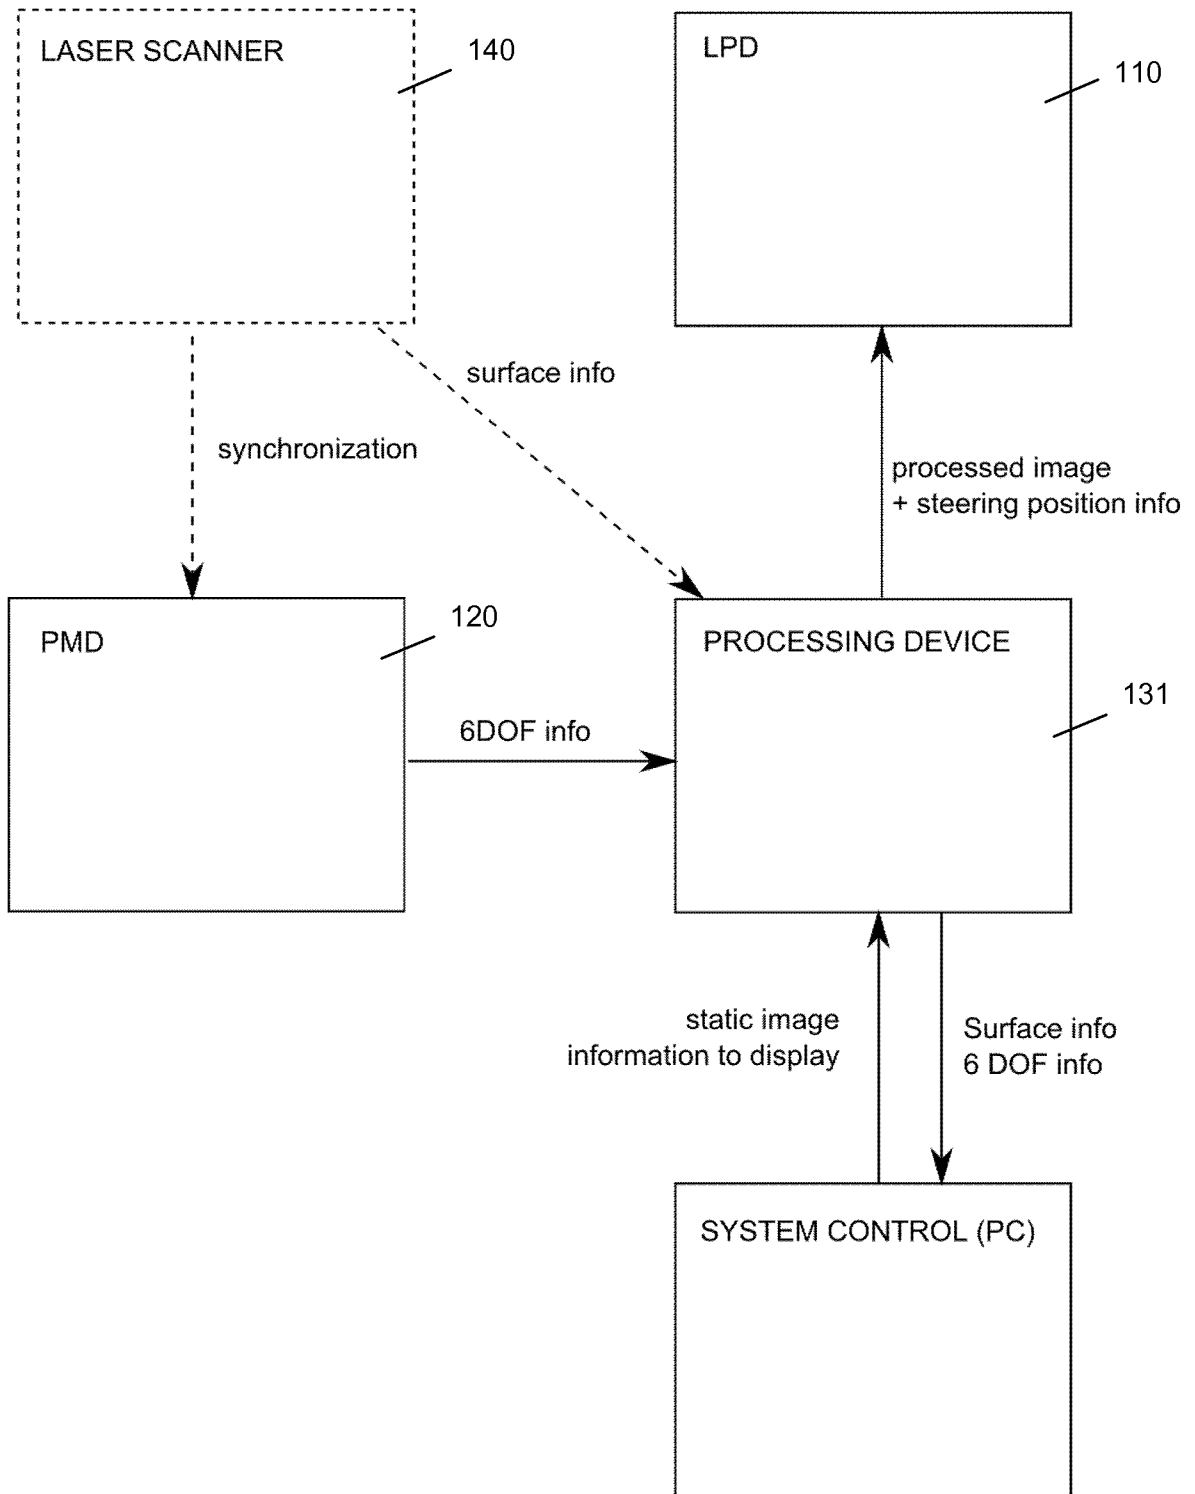 LASER SCANNER
140
LPD
110
surface info
synchronization
processed image
+ steering position info
PMD
120
PROCESSING DEVICE
131
6DOF info
static image
information to display
Surface info
6 DOF info
SYSTEM CONTROL (PC)